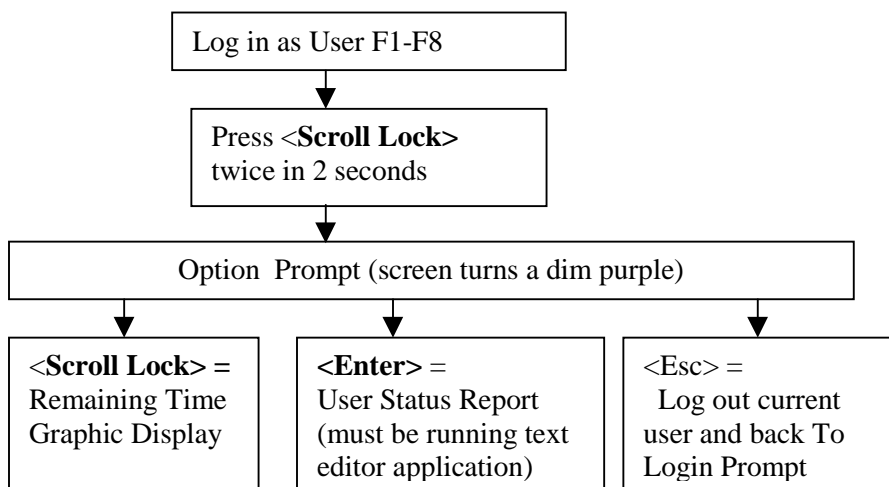 Log in as User F1-F8
Press <Scroll Lock>
twice in 2 seconds
Option Prompt (screen turns a dim purple)
<Scroll Lock> =
Remaining Time
Graphic Display
<Enter> =
User Status Report
(must be running text
editor application)
<Esc> =
Log out current
user and back To
Login Prompt